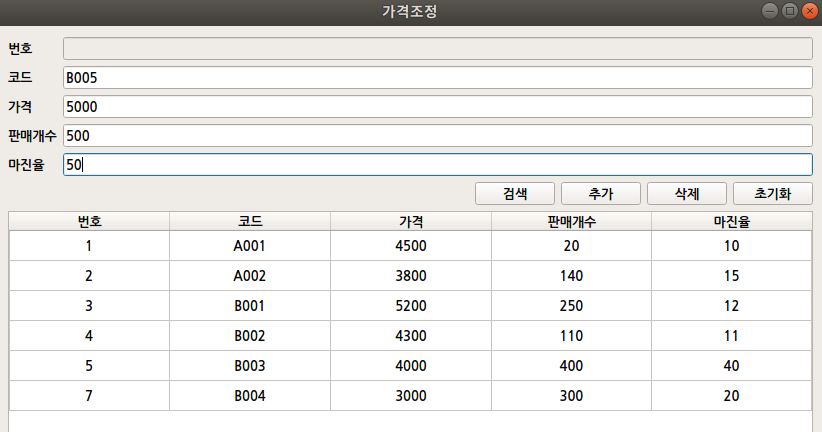 가격조정
번호
코드 B005
가격 5000
판매개수 500
마진율 50
검색 추가 삭제 초기화
번호 코드 가격 판매개수 마진율
1 A001 4500 20 10
2 A002 3800 140 15
3 B001 5200 250 12
4 B002 4300 110 11
5 B003 4000 400 40
7 B004 3000 300 20